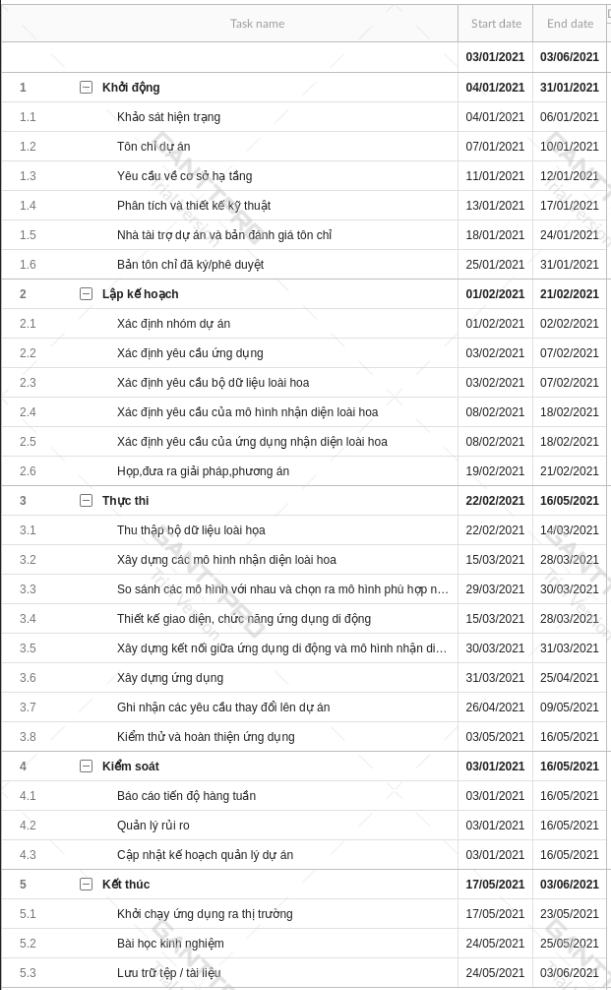 Task name Start date End date
03/01/2021 03/06/2021
1 Khởi động 04/01/2021 31/01/2021
1.1 Khảo sát hiện trạng 04/01/2021 06/01/2021
1.2 Tôn chỉ dự án 07/01/2021 10/01/2021
1.3 Yêu cầu về cơ sở hạ tầng 11/01/2021 12/01/2021
1.4 Phân tích và thiết kế kỹ thuật 13/01/2021 17/01/2021
1.5 Nhà tài trợ dự án và bản đánh giá tôn chỉ 18/01/2021 24/01/2021
1.6 Bản tôn chỉ đã ký/phê duyệt 25/01/2021 31/01/2021
2 Lập kế hoạch 01/02/2021 21/02/2021
2.1 Xác định nhóm dự án 01/02/2021 02/02/2021
2.2 Xác định yêu cầu ứng dụng 03/02/2021 07/02/2021
2.3 Xác định yêu cầu bộ dữ liệu loài hoa 03/02/2021 07/02/2021
2.4 Xác định yêu cầu của mô hình nhận diện loài hoa 08/02/2021 18/02/2021
2.5 Xác định yêu cầu của ứng dụng nhận diện loài hoa 08/02/2021 18/02/2021
2.6 Họp,đưa ra giải pháp,phương án 19/02/2021 21/02/2021
3 Thực thi 22/02/2021 16/05/2021
3.1 Thu thập bộ dữ liệu loài họa 22/02/2021 14/03/2021
3.2 Xây dựng các mô hình nhận diện loài hoa 15/03/2021 28/03/2021
3.3 So sánh các mô hình với nhau và chọn ra mô hình phù hợp n... 29/03/2021 30/03/2021
3.4 Thiết kế giao diện, chức năng ứng dụng di động 15/03/2021 28/03/2021
3.5 Xây dựng kết nối giữa ứng dụng di động và mô hình nhận di... 30/03/2021 31/03/2021
3.6 Xây dựng ứng dụng 31/03/2021 25/04/2021
3.7 Ghi nhận các yêu cầu thay đổi lên dự án 26/04/2021 09/05/2021
3.8 Kiểm thử và hoàn thiện ứng dụng 03/05/2021 16/05/2021
4 Kiểm soát 03/01/2021 16/05/2021
4.1 Báo cáo tiến độ hàng tuần 03/01/2021 16/05/2021
4.2 Quản lý rủi ro 03/01/2021 16/05/2021
4.3 Cập nhật kế hoạch quản lý dự án 03/01/2021 16/05/2021
5 Kết thúc 17/05/2021 03/06/2021
5.1 Khởi chạy ứng dụng ra thị trường 17/05/2021 23/05/2021
5.2 Bài học kinh nghiệm 24/05/2021 25/05/2021
5.3 Lưu trữ tệp / tài liệu 24/05/2021 03/06/2021
GANTTPRO
Trial version
GANTTPRO
Trial version